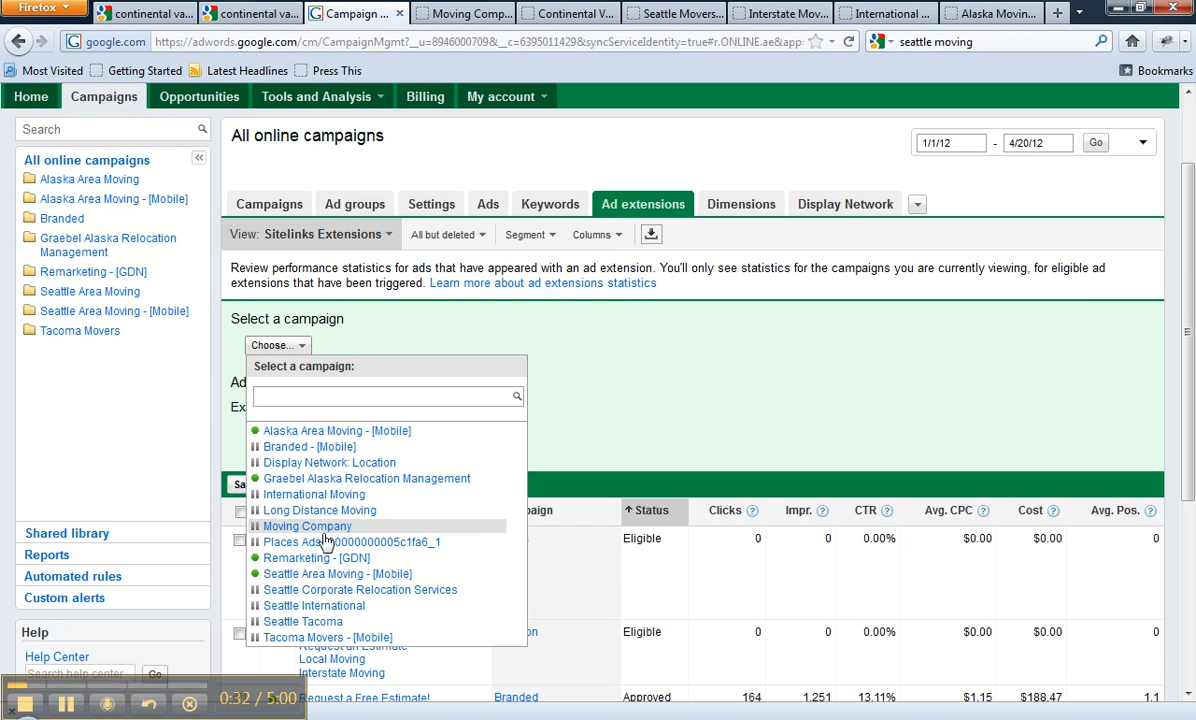 Firefox
continental va...
continental va...
Campaign ...
Moving Comp...
Continental V...
Seattle Movers...
Interstate Mov...
International ...
Alaska Movin...
google.com
https://adwords.google.com/cm/CampaignMgmt?__u=8946000709&__c=6395011429&syncServiceIdentity=true#r.ONLINE.ae&app:
seattle moving
Most Visited
Getting Started
Latest Headlines
Press This
Bookmarks
Home
Campaigns
Opportunities
Tools and Analysis
Billing
My account
Search
All online campaigns
Alaska Area Moving
Alaska Area Moving - [Mobile]
Branded
Graebel Alaska Relocation
Management
Remarketing - [GDN]
Seattle Area Moving
Seattle Area Moving - [Mobile]
Tacoma Movers
Shared library
Reports
Automated rules
Custom alerts
Help
Help Center
Search help center
Go
All online campaigns
1/1/12 - 4/20/12 Go
Campaigns
Ad groups
Settings
Ads
Keywords
Ad extensions
Dimensions
Display Network
View: Sitelinks Extensions
All but deleted
Segment
Columns
Review performance statistics for ads that have appeared with an ad extension. You'll only see statistics for the campaigns you are currently viewing, for eligible ad
extensions that have been triggered. Learn more about ad extensions statistics
Select a campaign
Choose...
Ad
Ex
Sa
Select a campaign:
Alaska Area Moving - [Mobile]
Branded - [Mobile]
Display Network: Location
Graebel Alaska Relocation Management
International Moving
Long Distance Moving
Moving Company
Places Ads 0000000005c1fa6_1
Remarketing - [GDN]
Seattle Area Moving - [Mobile]
Seattle Corporate Relocation Services
Seattle International
Seattle Tacoma
Tacoma Movers - [Mobile]
paign
Status
Clicks
Impr.
CTR
Avg. CPC
Cost
Avg. Pos.
Eligible 0 0 0.00% $0.00 $0.00 0
on Eligible 0 0 0.00% $0.00 $0.00 0
Request an Estimate
Local Moving
Interstate Moving
Request a Free Estimate! Branded Approved 164 1,251 13.11% $1.15 $188.47 1.1
0:32 / 5:00